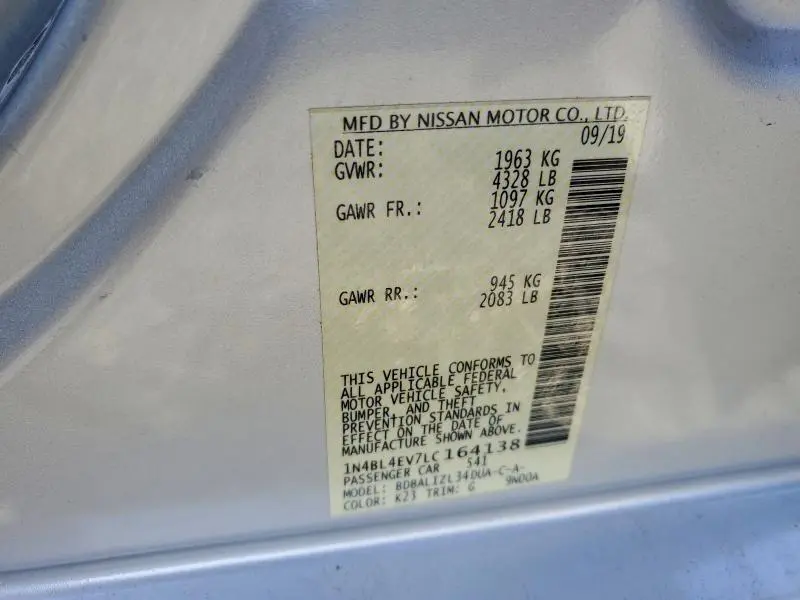 MFD BY NISSAN MOTOR CO., LTD.
DATE: 09/19
GVWR: 1963 KG
4328 LB
GAWR FR.: 1097 KG
2418 LB
GAWR RR.: 945 KG
2083 LB
THIS VEHICLE CONFORMS TO
ALL APPLICABLE FEDERAL
MOTOR VEHICLE SAFETY,
BUMPER, AND THEFT
PREVENTION STANDARDS IN
EFFECT ON THE DATE OF
MANUFACTURE SHOWN ABOVE.
1N4BL4EV7LC164138
PASSENGER CAR 541
MODEL: BDBALIZL34DUA-C-A-
COLOR: K23 TRIM: G 9N00A